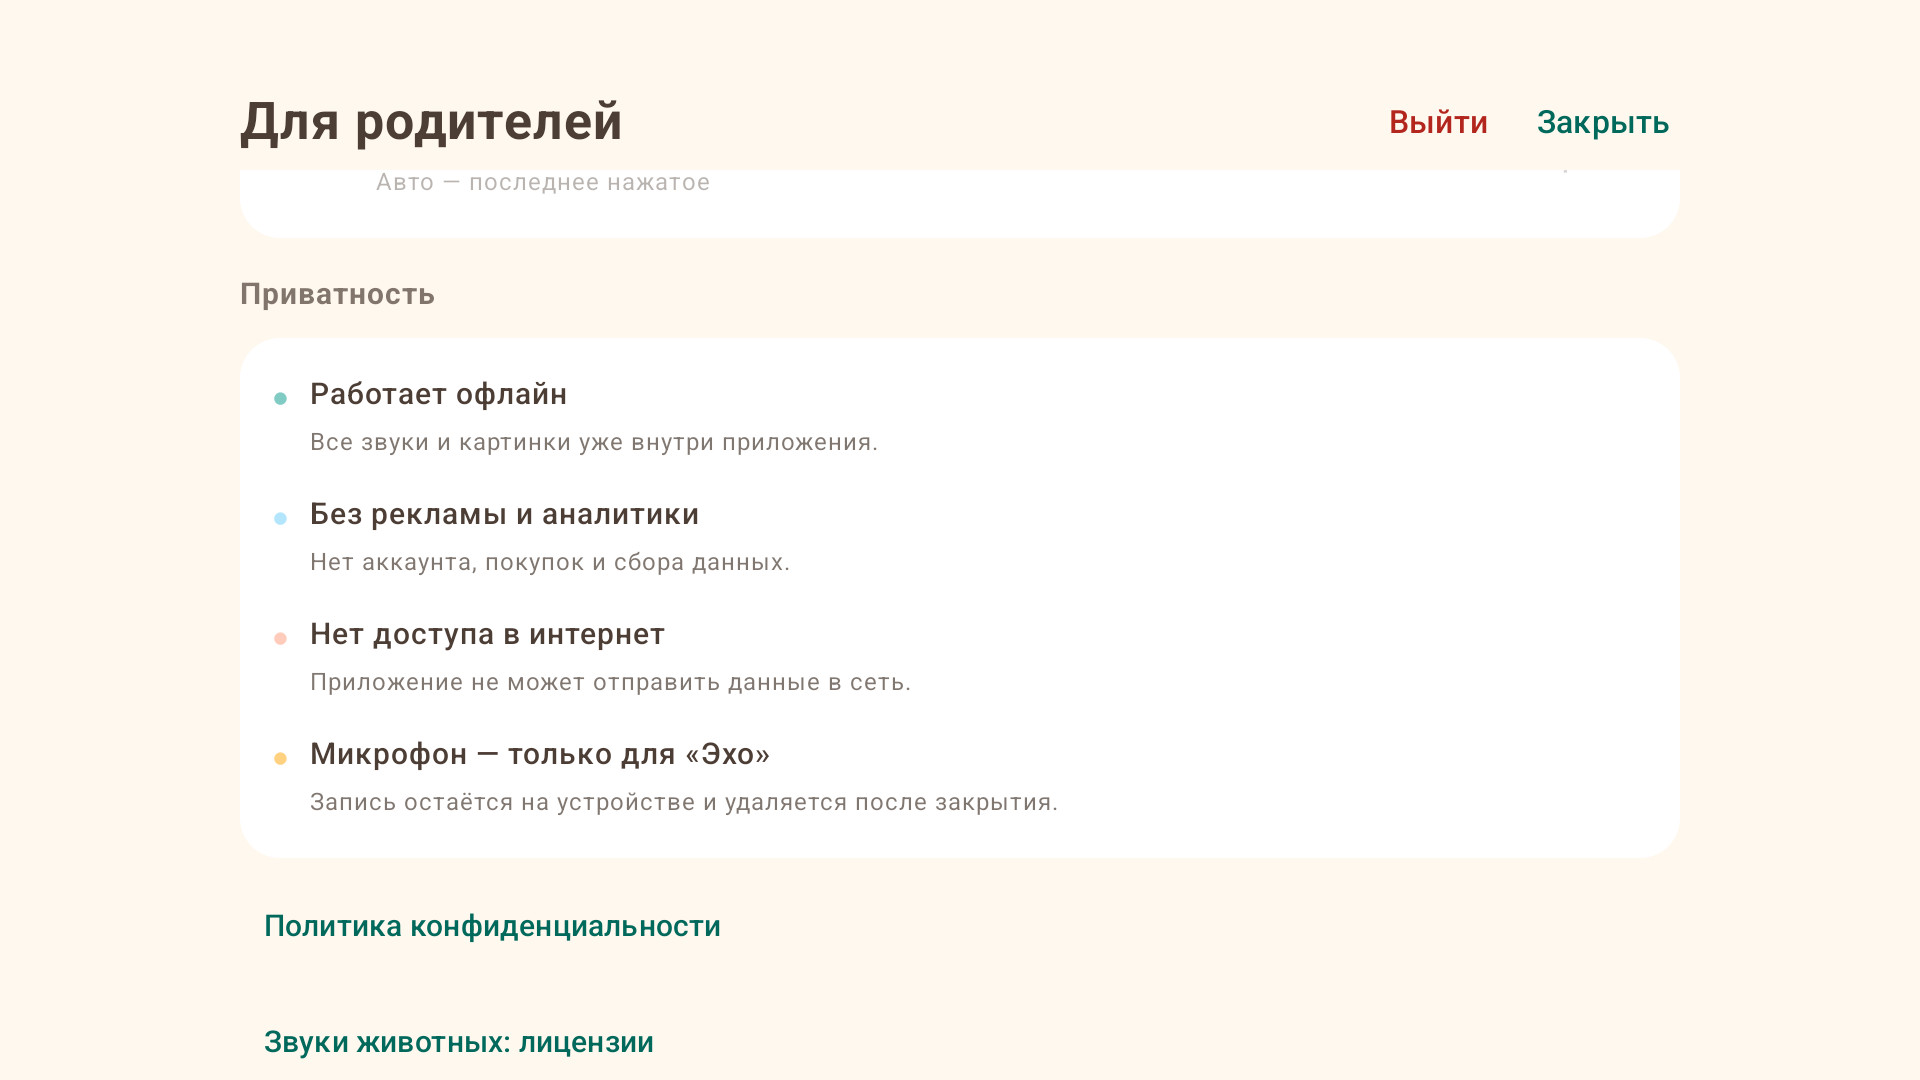 Для родителей
Выйти
Закрыть
Авто — последнее нажатое
Приватность
Работает офлайн
Все звуки и картинки уже внутри приложения.
Без рекламы и аналитики
Нет аккаунта, покупок и сбора данных.
Нет доступа в интернет
Приложение не может отправить данные в сеть.
Микрофон — только для «Эхо»
Запись остаётся на устройстве и удаляется после закрытия.
Политика конфиденциальности
Звуки животных: лицензии